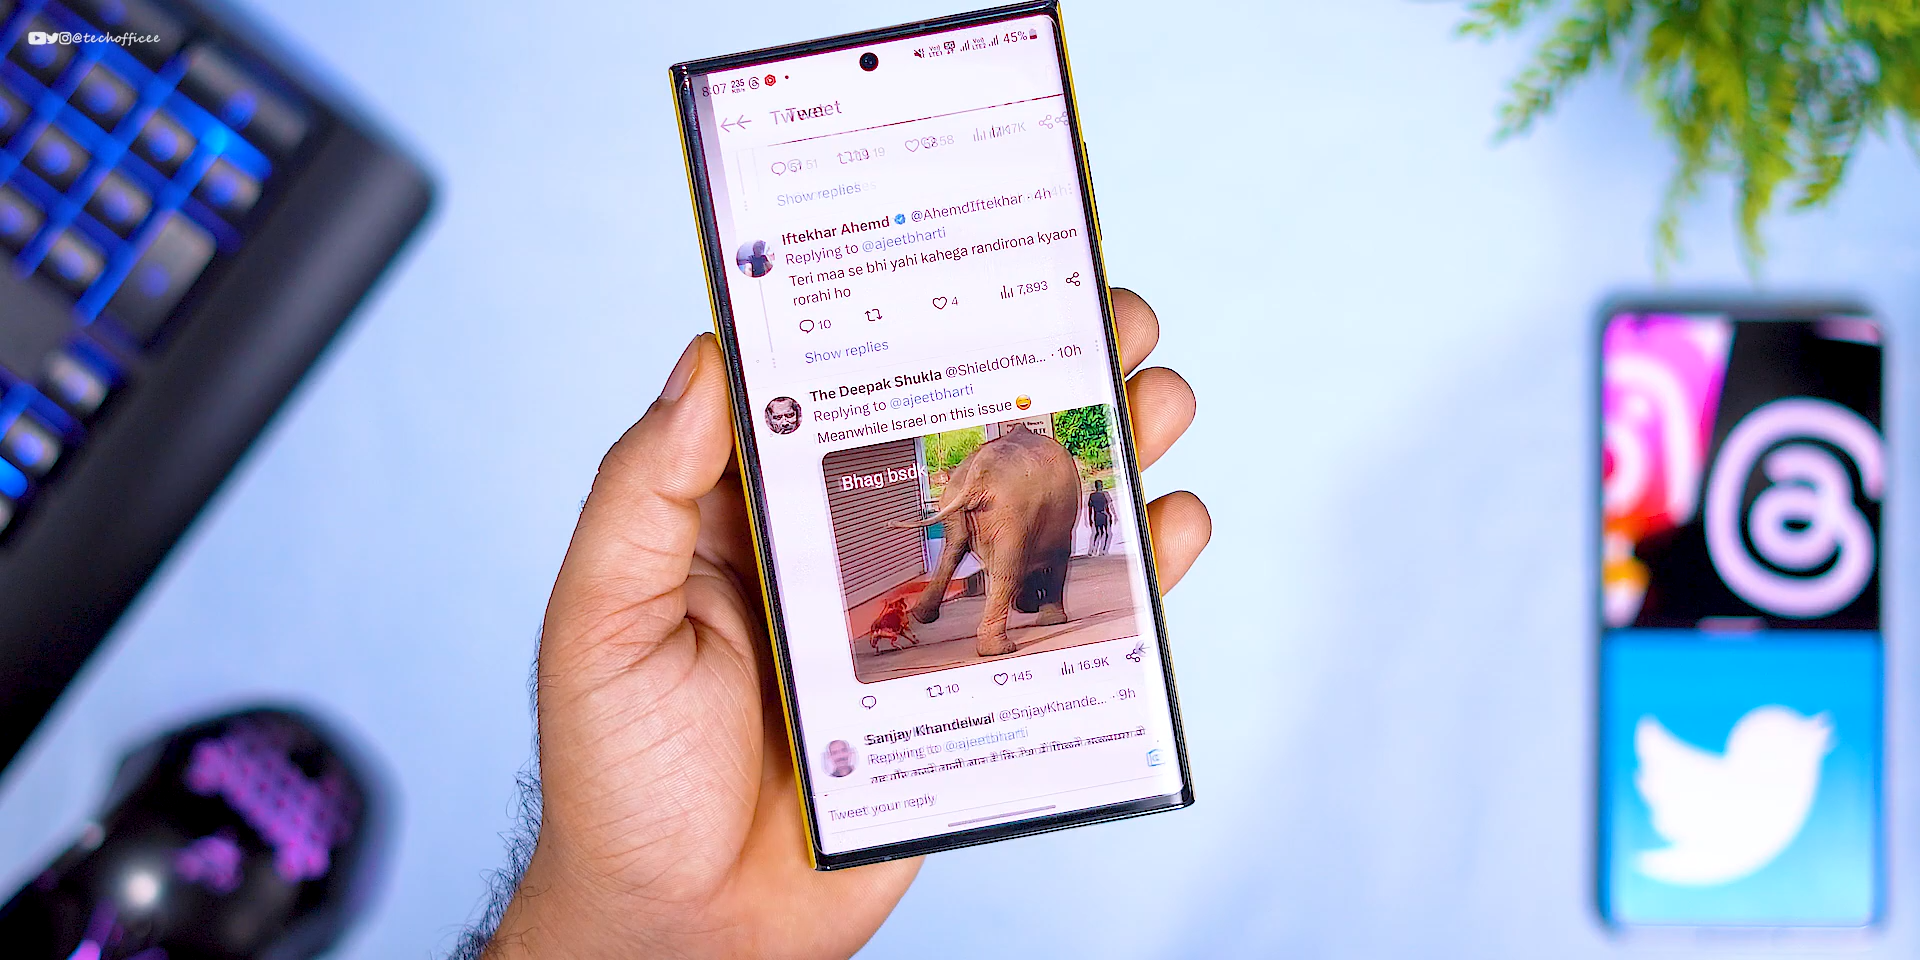 @techofficee
8:07 235 KB/s 45%
Tweet
51 19 58
Show replies
Iftekhar Ahemd @AhemdIftekhar · 4h
Replying to @ajeetbharti
Teri maa se bhi yahi kahega randirona kyaon
rorahi ho
10 4 7,893
Show replies
The Deepak Shukla @ShieldOfMa... · 10h
Replying to @ajeetbharti
Meanwhile Israel on this issue 😅
Bhag bsdk
10 145 16.9K
Sanjay Khandelwal @SnjayKhande... · 9h
Replying to @ajeetbharti
Tweet your reply